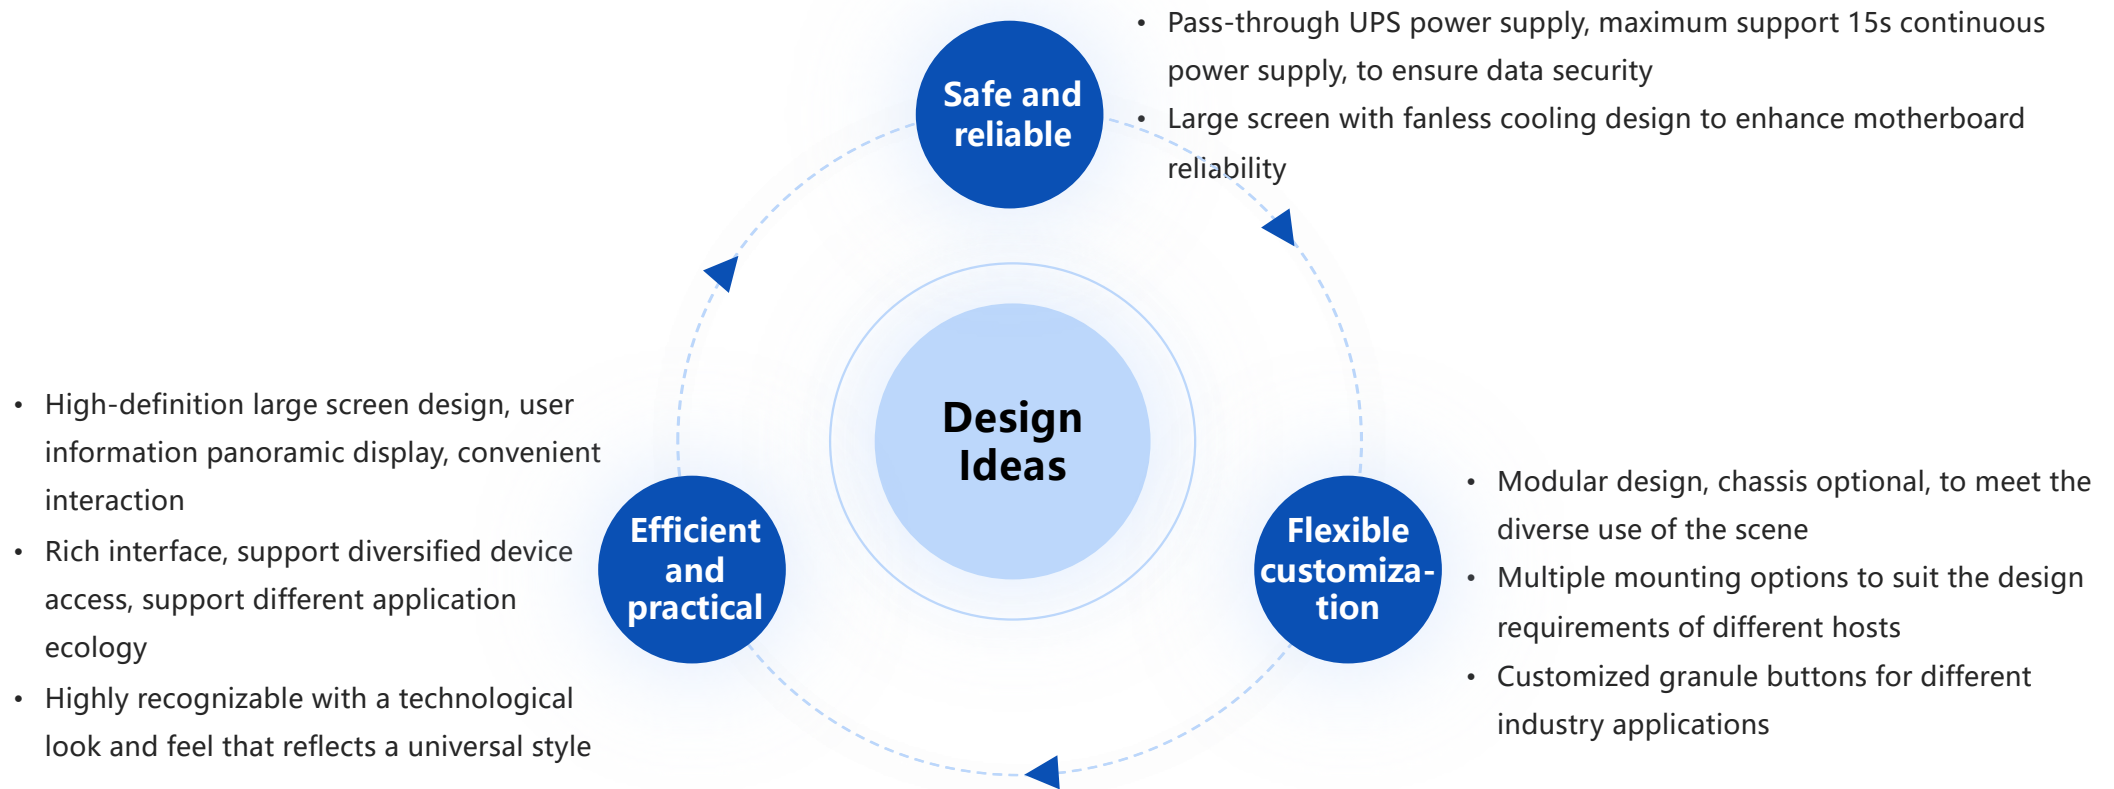 Safe and
reliable
• Pass-through UPS power supply, maximum support 15s continuous
power supply, to ensure data security
• Large screen with fanless cooling design to enhance motherboard
reliability
Design
Ideas
• High-definition large screen design, user
information panoramic display, convenient
interaction
• Rich interface, support diversified device
access, support different application
ecology
• Highly recognizable with a technological
look and feel that reflects a universal style
Efficient
and
practical
Flexible
customiza-
tion
• Modular design, chassis optional, to meet the
diverse use of the scene
• Multiple mounting options to suit the design
requirements of different hosts
• Customized granule buttons for different
industry applications